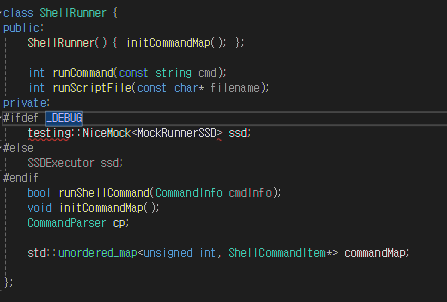 class ShellRunner {
public:
    ShellRunner() { initCommandMap(); };

    int runCommand(const string cmd);
    int runScriptFile(const char* filename);
private:
#ifdef _DEBUG
    testing::NiceMock<MockRunnerSSD> ssd;
#else
    SSDExecutor ssd;
#endif
    bool runShellCommand(CommandInfo cmdInfo);
    void initCommandMap();
    CommandParser cp;

    std::unordered_map<unsigned int, ShellCommandItem*> commandMap;

};